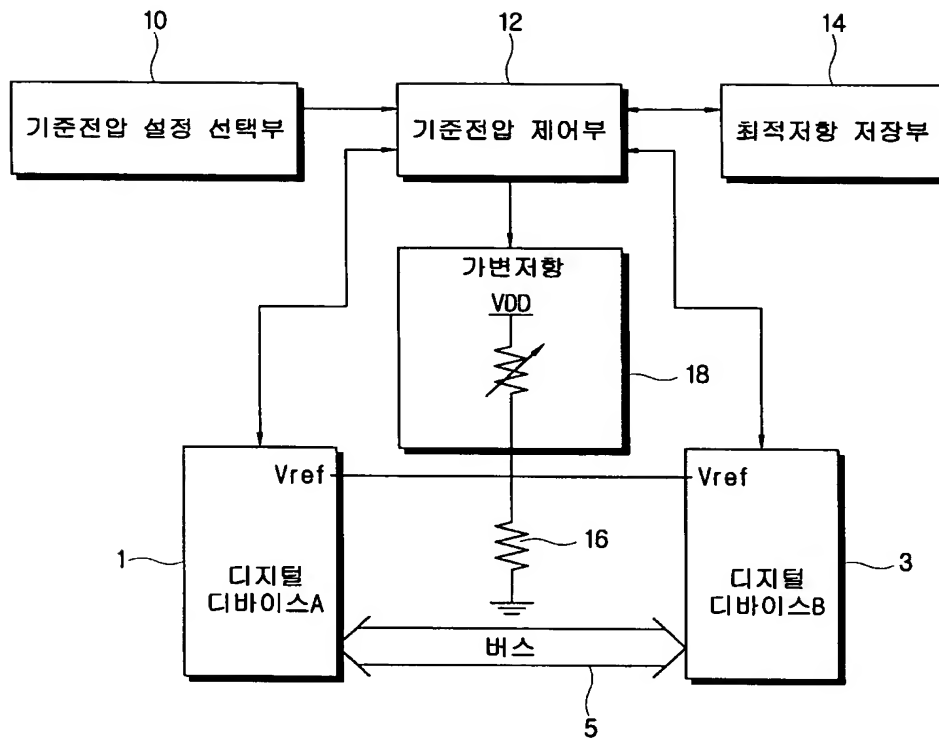 10
12
14
기준전압 설정 선택부
기준전압 제어부
최적저항 저장부
가변저항
VDD
18
Vref
Vref
16
1
3
디지털
디바이스A
디지털
디바이스B
버스
5